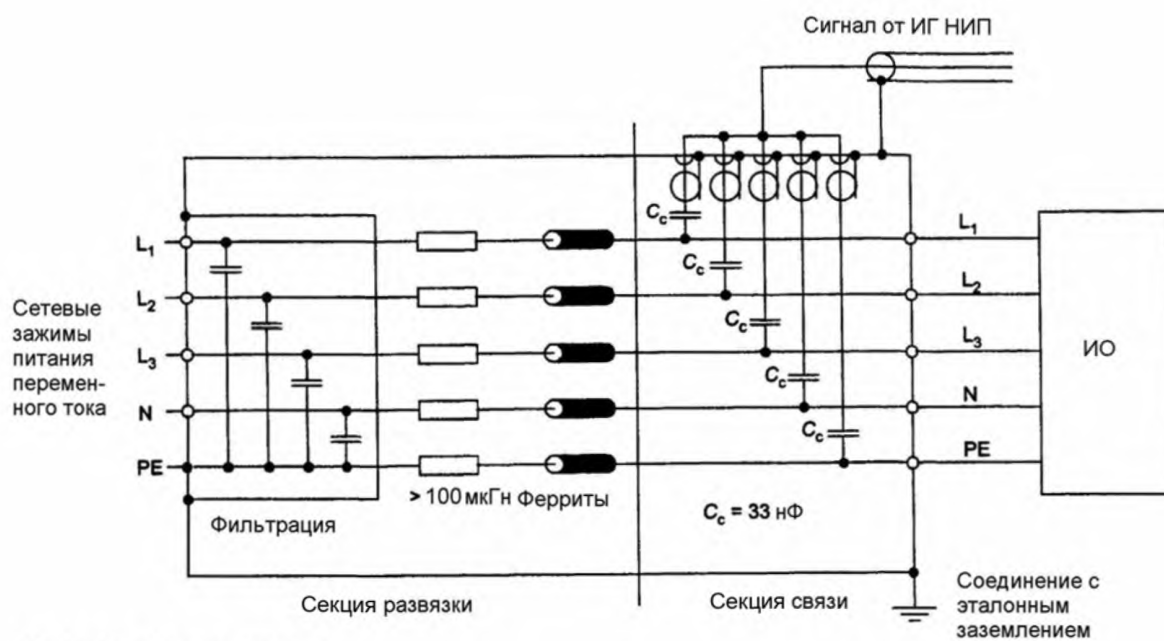 Сигнал от ИГ НИП
L1
L2
L3
N
PE
Сетевые
зажимы
питания
перемен-
ного тока
Cc
Cc
Cc
Cc
Cc
L1
L2
L3
N
PE
ИО
> 100 мкГн Ферриты
Фильтрация
Cc = 33 нФ
Секция развязки
Секция связи
Соединение с
эталонным
заземлением